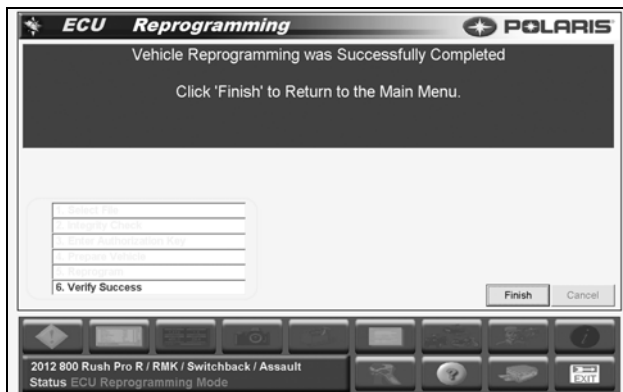 ECU Reprogramming
POLARIS
Vehicle Reprogramming was Successfully Completed
Click 'Finish' to Return to the Main Menu.
1. Select File
2. Integrity Check
3. Enter Authorization Key
4. Prepare Vehicle
5. Reprogram
6. Verify Success
Finish Cancel
2012 800 Rush Pro R / RMK / Switchback / Assault
Status ECU Reprogramming Mode
EXIT